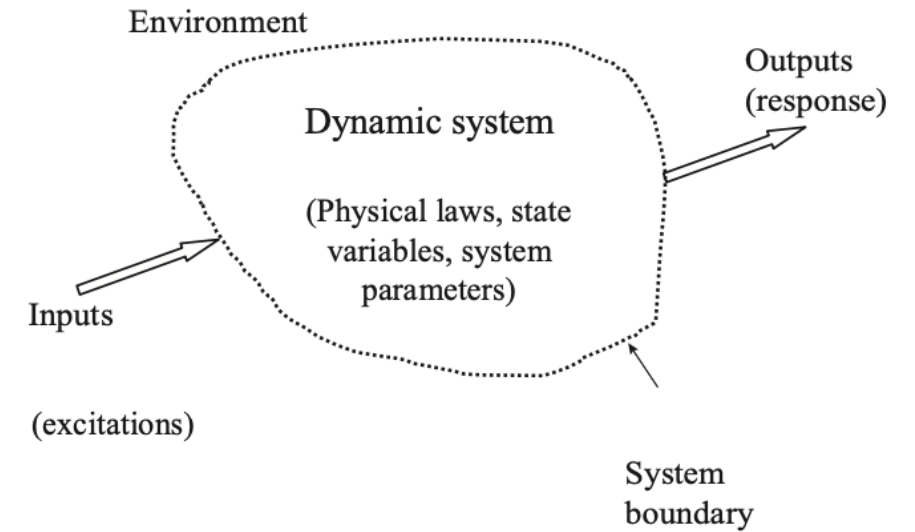 Environment
Outputs
(response)
Dynamic system
(Physical laws, state
variables, system
parameters)
Inputs
(excitations)
System
boundary